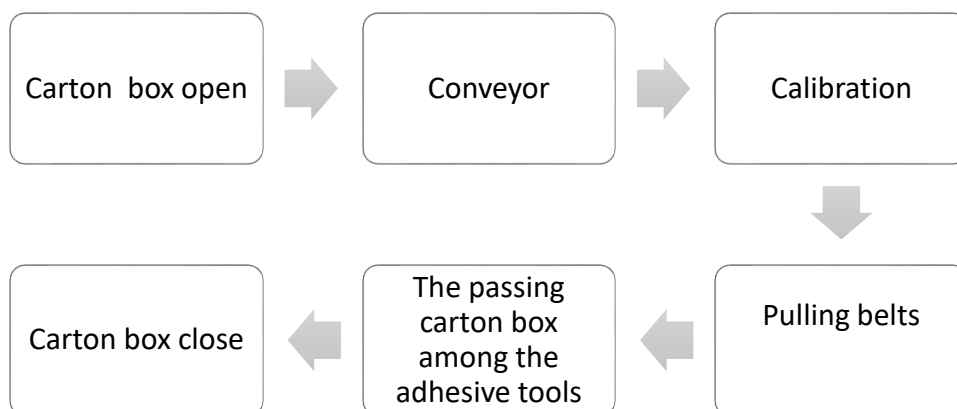 Carton  box open
Conveyor
Calibration
Pulling belts
The passing
carton box
among the
adhesive tools
Carton box close